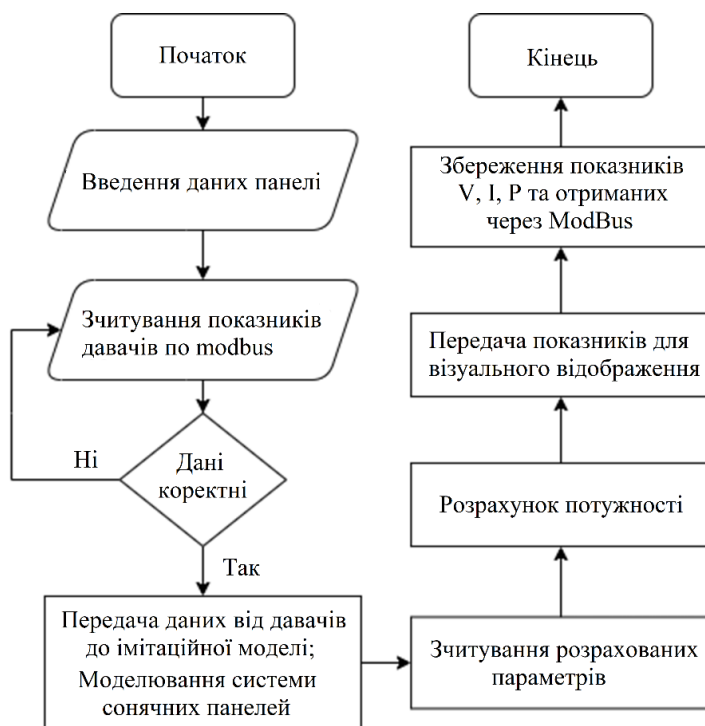 Початок
Введення даних панелі
Зчитування показників
давачів по modbus
Дані
коректні
Ні
Так
Передача даних від давачів
до імітаційної моделі;
Моделювання системи
сонячних панелей
Зчитування розрахованих
параметрів
Розрахунок потужності
Передача показників для
візуального відображення
Збереження показників
V, I, P та отриманих
через ModBus
Кінець